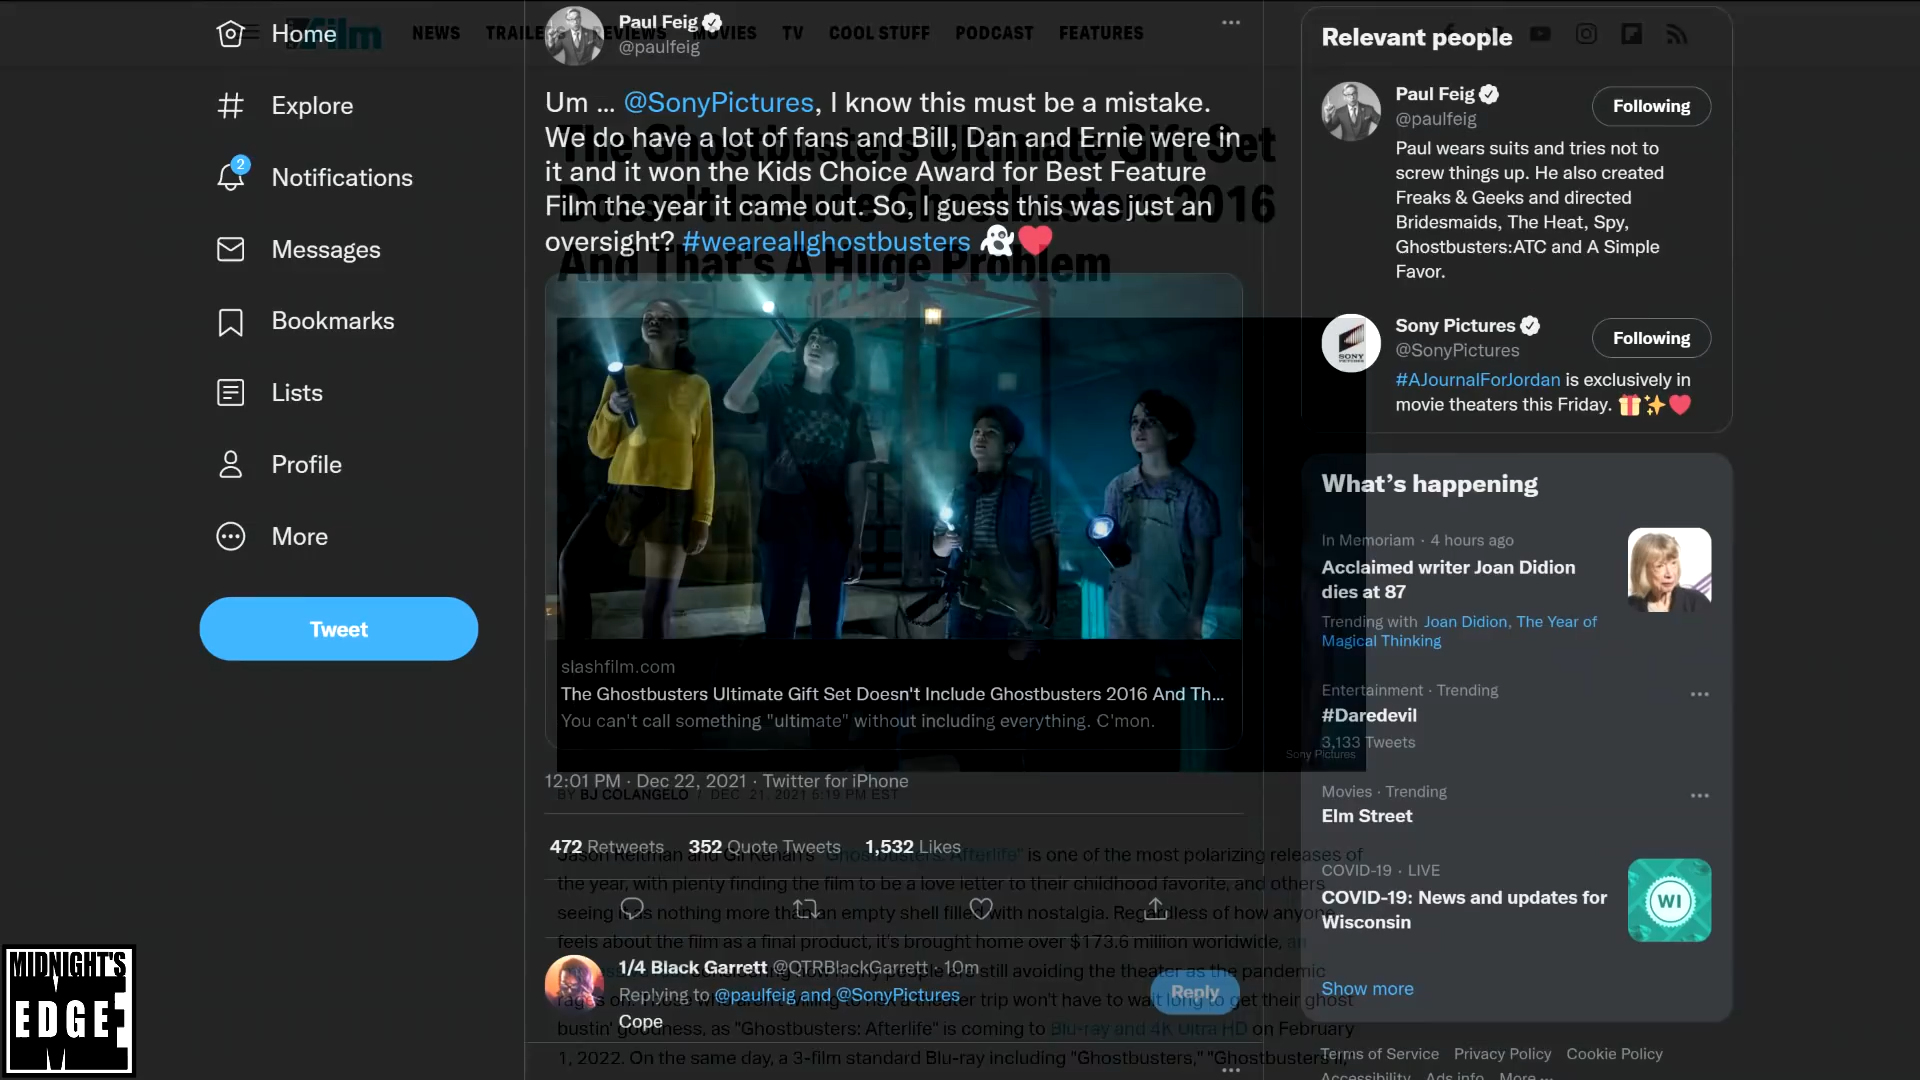 Home
Explore
2
Notifications
Messages
Bookmarks
Lists
Profile
More
Tweet
MIDNIGHT'S
EDGE
film
NEWS TRAILE REVIEWS MOVIES TV COOL STUFF PODCAST FEATURES
Paul Feig
@paulfeig
Um ... @SonyPictures, I know this must be a mistake.
We do have a lot of fans and Bill, Dan and Ernie were in
it and it won the Kids Choice Award for Best Feature
Film the year it came out. So, I guess this was just an
oversight? #weareallghostbusters
The Ghostbusters Ultimate Gift Set
Doesn't Include Ghostbusters 2016
And That's A Huge Problem
slashfilm.com
The Ghostbusters Ultimate Gift Set Doesn't Include Ghostbusters 2016 And Th...
You can't call something "ultimate" without including everything. C'mon.
Sony Pictures
12:01 PM · Dec 22, 2021 · Twitter for iPhone
BY BJ COLANGELO / DEC. 21, 2021 5:19 PM EST
472 Retweets 352 Quote Tweets 1,532 Likes
Jason Reitman and Gil Kenan's "Ghostbusters: Afterlife" is one of the most polarizing releases of
the year, with plenty finding the film to be a love letter to their childhood favorite, and others
seeing it as nothing more than an empty shell filled with nostalgia. Regardless of how anyone
feels about the film as a final product, it's brought home over $173.6 million worldwide, an
how many people are still avoiding the theater as the pandemic
theater trip won't have to wait long to get their ghost
bustin' goodness, as "Ghostbusters: Afterlife" is coming to Blu-ray and 4K Ultra HD on February
1, 2022. On the same day, a 3-film standard Blu-ray including "Ghostbusters," "Ghostbusters II,"
1/4 Black Garrett @QTRBlackGarrett · 10m
Replying to @paulfeig and @SonyPictures
Cope
Reply
Relevant people
Paul Feig
@paulfeig
Following
Paul wears suits and tries not to
screw things up. He also created
Freaks & Geeks and directed
Bridesmaids, The Heat, Spy,
Ghostbusters:ATC and A Simple
Favor.
Sony Pictures
@SonyPictures
Following
SONY
PICTURES
#AJournalForJordan is exclusively in
movie theaters this Friday.
What's happening
In Memoriam · 4 hours ago
Acclaimed writer Joan Didion
dies at 87
Trending with Joan Didion, The Year of
Magical Thinking
Entertainment · Trending
#Daredevil
3,133 Tweets
Movies · Trending
Elm Street
COVID-19 · LIVE
COVID-19: News and updates for
Wisconsin
WI
Show more
Terms of Service Privacy Policy Cookie Policy
Accessibility Ads info More ...